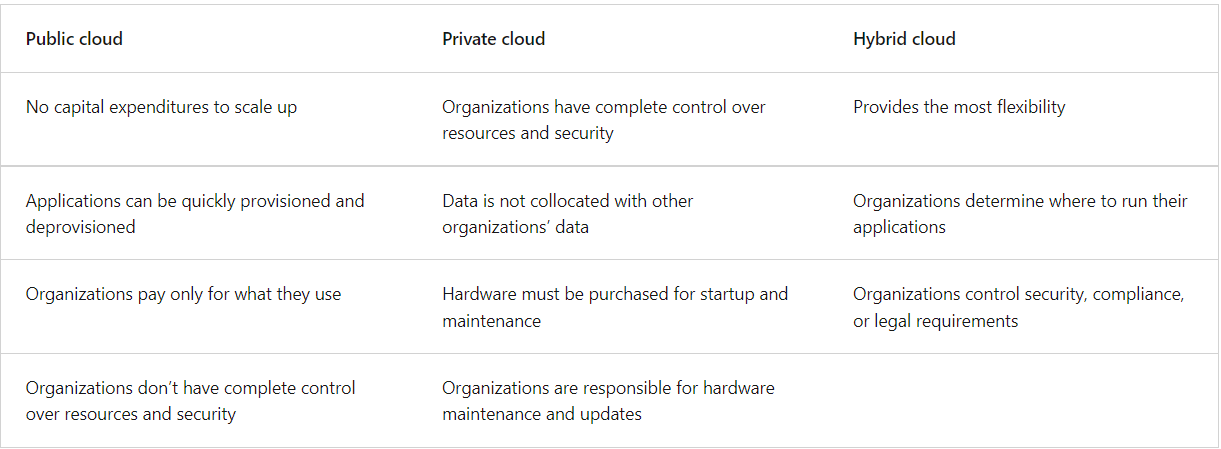 Public cloud
Private cloud
Hybrid cloud
No capital expenditures to scale up
Organizations have complete control over
resources and security
Provides the most flexibility
Applications can be quickly provisioned and
deprovisioned
Data is not collocated with other
organizations’ data
Organizations determine where to run their
applications
Organizations pay only for what they use
Hardware must be purchased for startup and
maintenance
Organizations control security, compliance,
or legal requirements
Organizations don’t have complete control
over resources and security
Organizations are responsible for hardware
maintenance and updates